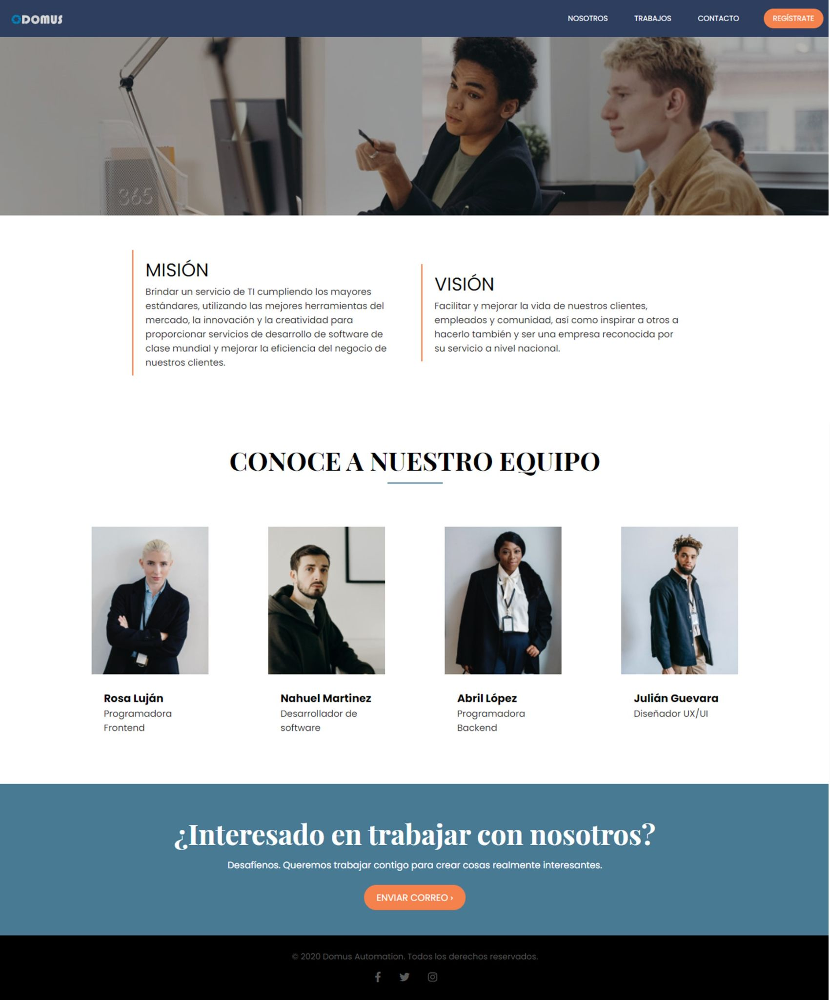 DOMUS
NOSOTROS
TRABAJOS
CONTACTO
REGÍSTRATE
365
MISIÓN
Brindar un servicio de TI cumpliendo los mayores
estándares, utilizando las mejores herramientas del
mercado, la innovación y la creatividad para
proporcionar servicios de desarrollo de software de
clase mundial y mejorar la eficiencia del negocio de
nuestros clientes.
VISIÓN
Facilitar y mejorar la vida de nuestros clientes,
empleados y comunidad, así como inspirar a otros a
hacerlo también y ser una empresa reconocida por
su servicio a nivel nacional.
CONOCE A NUESTRO EQUIPO
Rosa Luján
Programadora
Frontend
Nahuel Martinez
Desarrollador de
software
Abril López
Programadora
Backend
Julián Guevara
Diseñador UX/UI
¿Interesado en trabajar con nosotros?
Desafíenos. Queremos trabajar contigo para crear cosas realmente interesantes.
ENVIAR CORREO ›
© 2020 Domus Automation. Todos los derechos reservados.